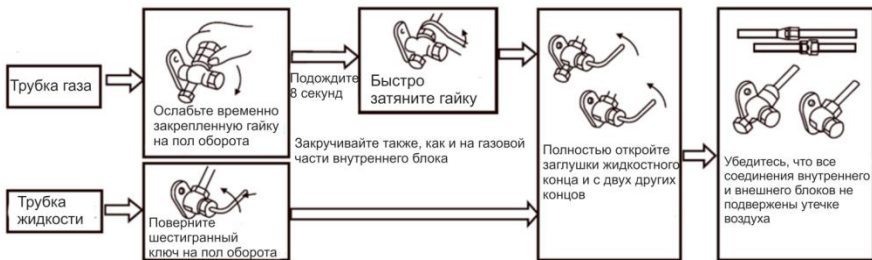 Трубка газа
Ослабьте временно
закрепленную гайку
на пол оборота
Подождите
8 секунд
Быстро
затяните гайку
Закручивайте также, как и на газовой
части внутреннего блока
Трубка
жидкости
Поверните
шестигранный
ключ на пол оборота
Полностью откройте
заглушки жидкостного
конца и с двух других
концов
Убедитесь, что все
соединения внутреннего
и внешнего блоков не
подвержены утечке
воздуха